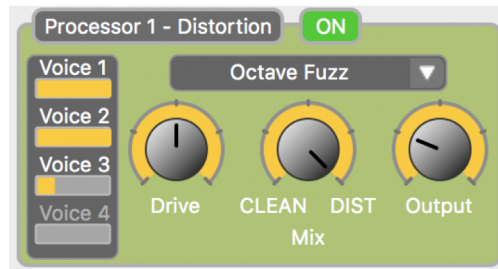 Processor 1 - Distortion ON
Voice 1
Voice 2
Voice 3
Voice 4
Octave Fuzz
Drive
CLEAN DIST
Mix
Output